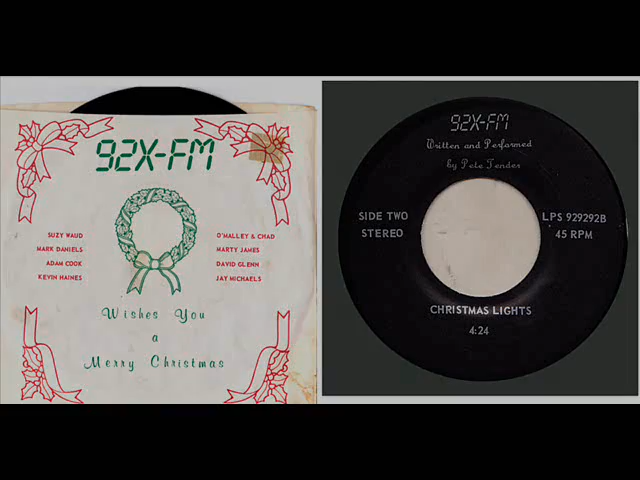 92X-FM
SUZY WAUD
MARK DANIELS
ADAM COOK
KEVIN HAINES
O'MALLEY & CHAD
MARTY JAMES
DAVID GLENN
JAY MICHAELS
Wishes You
a
Merry Christmas
92X-FM
Written and Performed
by Pete Tender
SIDE TWO
STEREO
LPS 929292B
45 RPM
CHRISTMAS LIGHTS
4:24